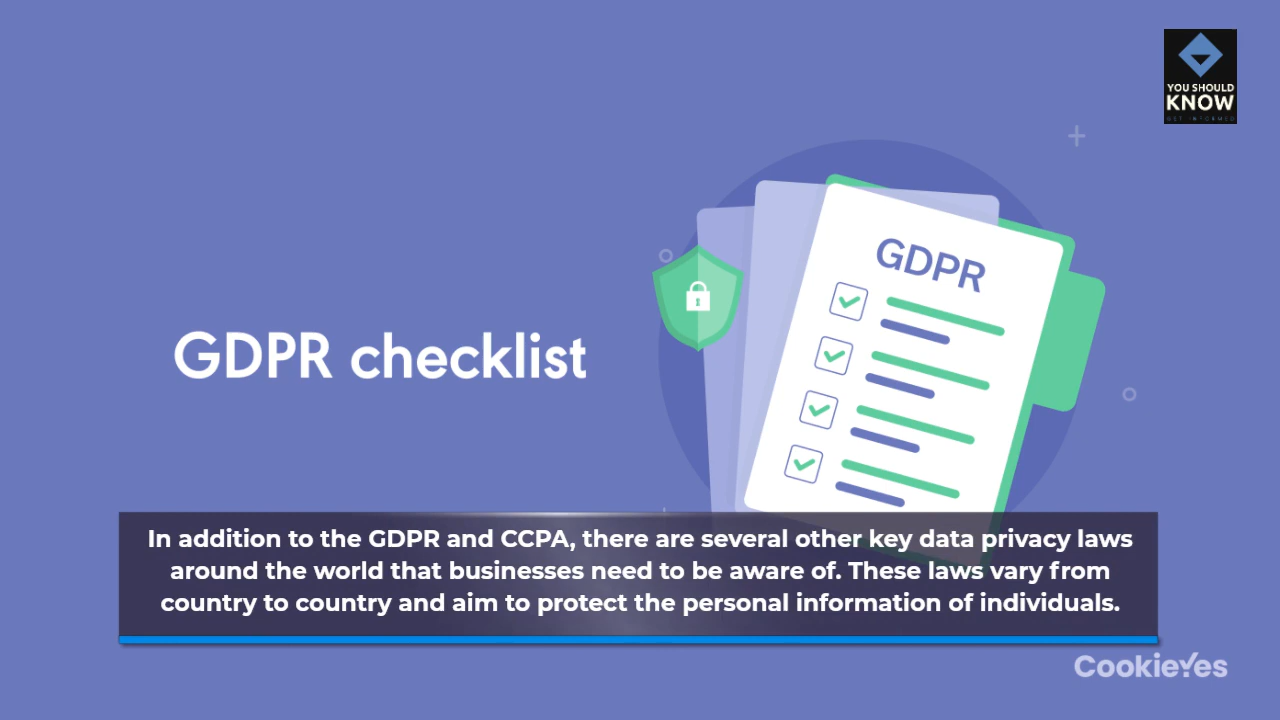 YOU SHOULD
KNOW
GET INFORMED
GDPR
GDPR checklist
In addition to the GDPR and CCPA, there are several other key data privacy laws
around the world that businesses need to be aware of. These laws vary from
country to country and aim to protect the personal information of individuals.
CookieYes